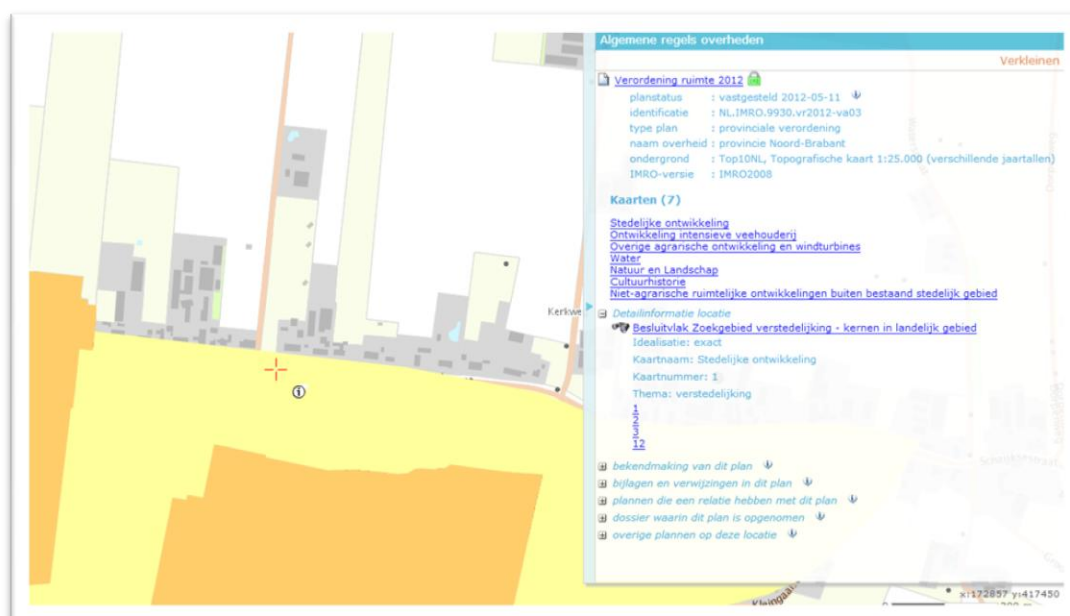 Algemene regels overheden
Verkleinen
Verordening ruimte 2012
planstatus : vastgesteld 2012-05-11
identificatie : NL.IMRO.9930.vr2012-va03
type plan : provinciale verordening
naam overheid : provincie Noord-Brabant
ondergrond : Top10NL, Topografische kaart 1:25.000 (verschillende jaartallen)
IMRO-versie : IMRO2008
Kaarten (7)
Stedelijke ontwikkeling
Ontwikkeling intensieve veehouderij
Overige agrarische ontwikkeling en windturbines
Water
Natuur en Landschap
Cultuurhistorie
Niet-agrarische ruimtelijke ontwikkelingen buiten bestaand stedelijk gebied
Kerkwe
Detailinformatie locatie
Besluitvlak Zoekgebied verstedelijking - kernen in landelijk gebied
Idealisatie: exact
Kaartnaam: Stedelijke ontwikkeling
Kaartnummer: 1
Thema: verstedelijking
1
2
3
12
bekendmaking van dit plan
bijlagen en verwijzingen in dit plan
plannen die een relatie hebben met dit plan
dossier waarin dit plan is opgenomen
overige plannen op deze locatie
x:172857 y:417450